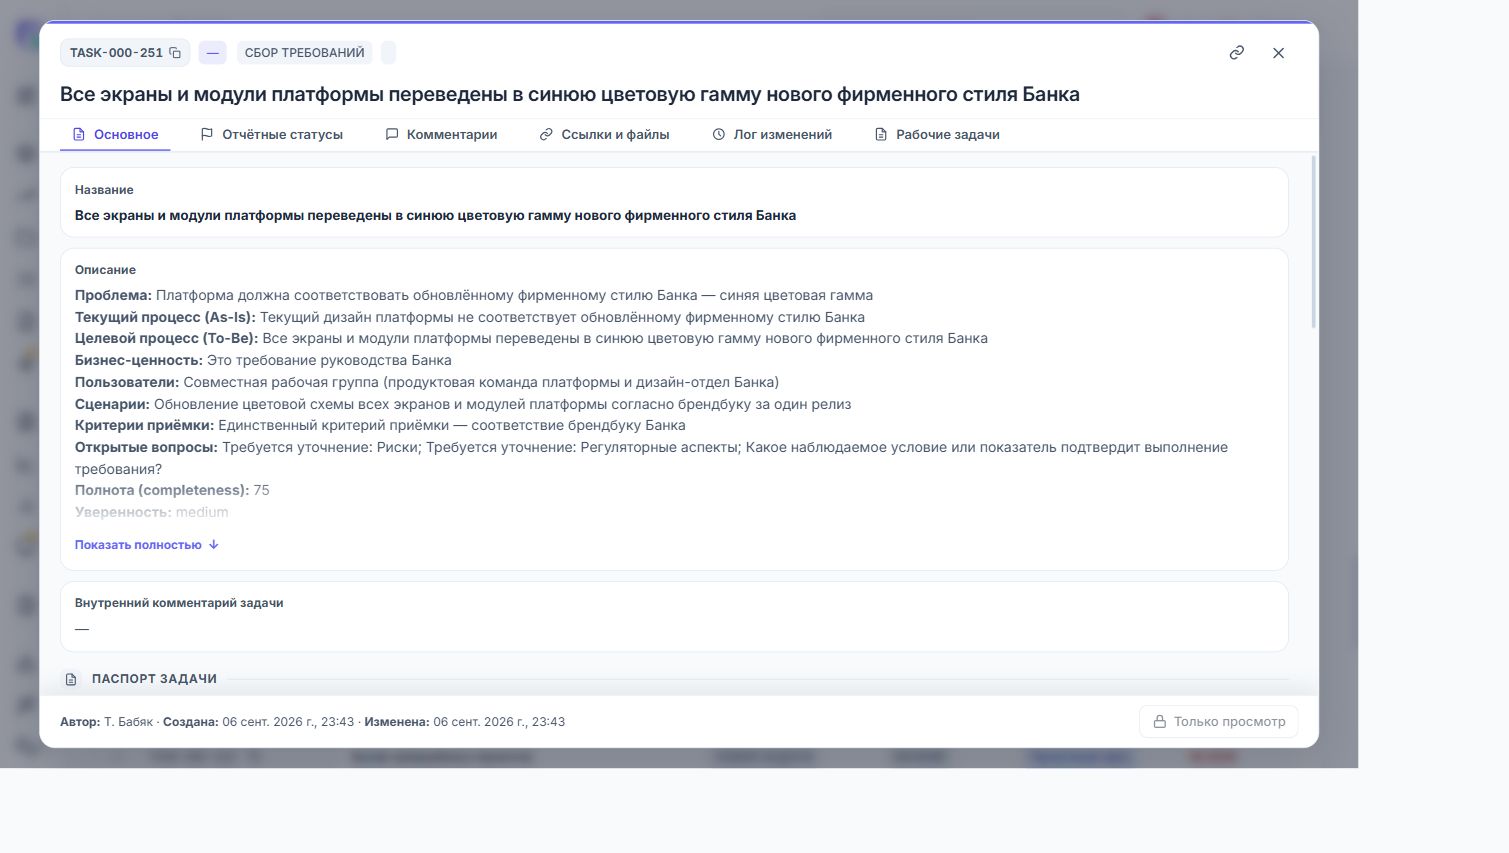 TASK-000-251
—
СБОР ТРЕБОВАНИЙ
Все экраны и модули платформы переведены в синюю цветовую гамму нового фирменного стиля Банка
Основное
Отчётные статусы
Комментарии
Ссылки и файлы
Лог изменений
Рабочие задачи
Название
Все экраны и модули платформы переведены в синюю цветовую гамму нового фирменного стиля Банка
Описание
Проблема: Платформа должна соответствовать обновлённому фирменному стилю Банка — синяя цветовая гамма
Текущий процесс (As-Is): Текущий дизайн платформы не соответствует обновлённому фирменному стилю Банка
Целевой процесс (To-Be): Все экраны и модули платформы переведены в синюю цветовую гамму нового фирменного стиля Банка
Бизнес-ценность: Это требование руководства Банка
Пользователи: Совместная рабочая группа (продуктовая команда платформы и дизайн-отдел Банка)
Сценарии: Обновление цветовой схемы всех экранов и модулей платформы согласно брендбуку за один релиз
Критерии приёмки: Единственный критерий приёмки — соответствие брендбуку Банка
Открытые вопросы: Требуется уточнение: Риски; Требуется уточнение: Регуляторные аспекты; Какое наблюдаемое условие или показатель подтвердит выполнение
требования?
Полнота (completeness): 75
Уверенность: medium
Показать полностью ↓
Внутренний комментарий задачи
—
ПАСПОРТ ЗАДАЧИ
Автор: Т. Бабяк · Создана: 06 сент. 2026 г., 23:43 · Изменена: 06 сент. 2026 г., 23:43
Только просмотр